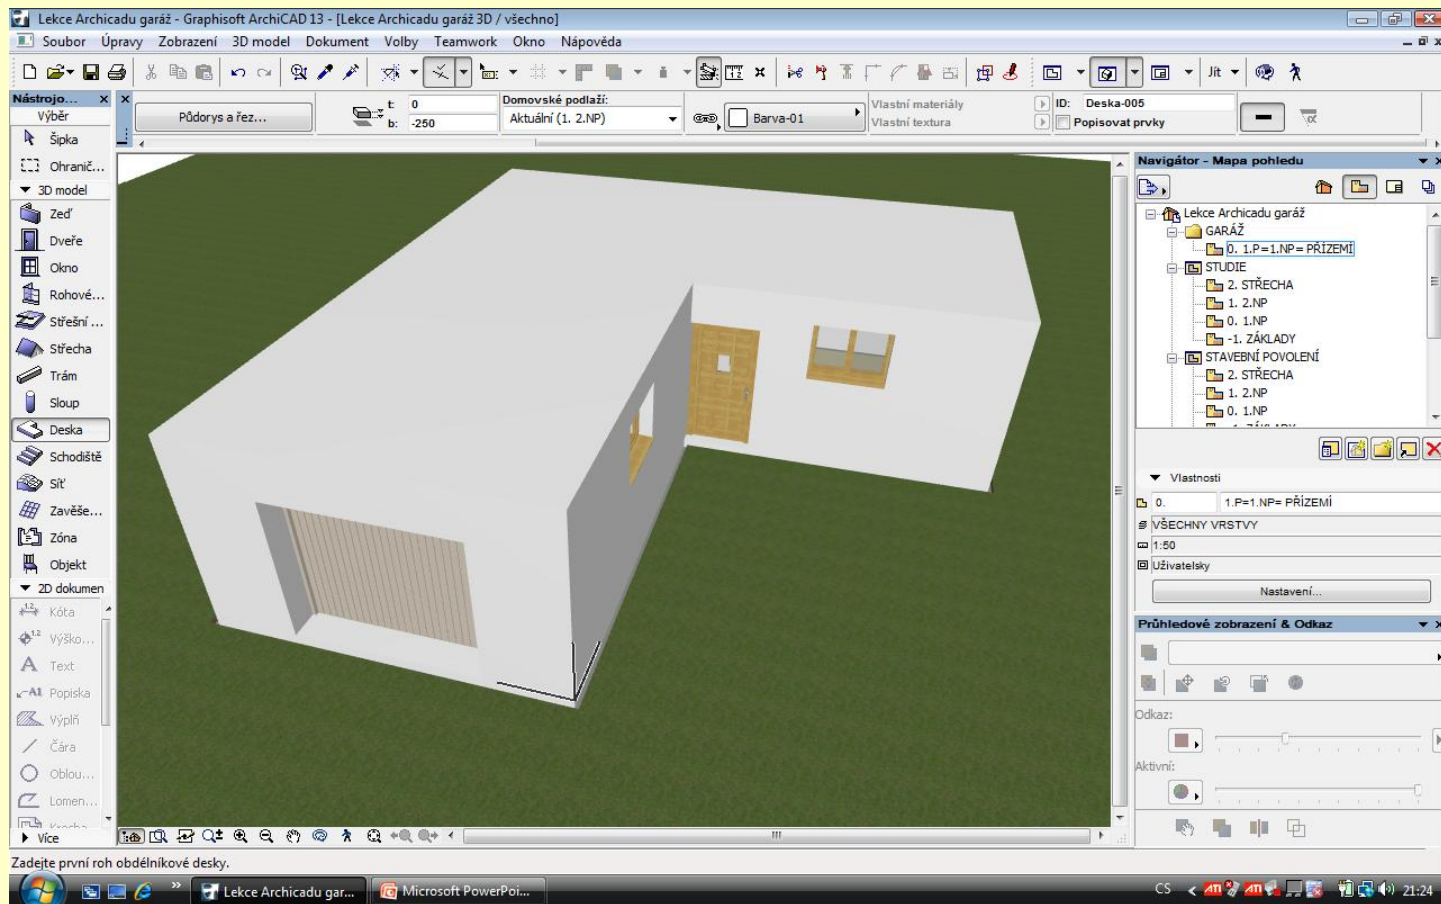 Lekce Archicadu garáž - Graphisoft ArchiCAD 13 - [Lekce Archicadu garáž 3D / všechno]
Soubor Úpravy Zobrazení 3D model Dokument Volby Teamwork Okno Nápověda
Jít
Nástrojo...
Výběr
Šipka
Ohranič...
3D model
Zeď
Dveře
Okno
Rohové...
Střešní ...
Střecha
Trám
Sloup
Deska
Schodiště
Síť
Zavěše...
Zóna
Objekt
2D dokumen
Kóta
Výško...
Text
Popiska
Výplň
Čára
Oblou...
Lomen...
Více
Půdorys a řez...
t: 0
b: -250
Domovské podlaží:
Aktuální (1. 2.NP)
Barva-01
Vlastní materiály
Vlastní textura
ID: Deska-005
Popisovat prvky
Navigátor - Mapa pohledu
Lekce Archicadu garáž
GARÁŽ
0. 1.P=1.NP= PŘÍZEMÍ
STUDIE
2. STŘECHA
1. 2.NP
0. 1.NP
-1. ZÁKLADY
STAVEBNÍ POVOLENÍ
2. STŘECHA
1. 2.NP
0. 1.NP
Vlastnosti
0. 1.P=1.NP= PŘÍZEMÍ
VŠECHNY VRSTVY
1:50
Uživatelsky
Nastavení...
Průhledové zobrazení & Odkaz
Odkaz:
Aktivní:
Zadejte první roh obdélníkové desky.
Lekce Archicadu gar...
Microsoft PowerPoi...
CS
21:24